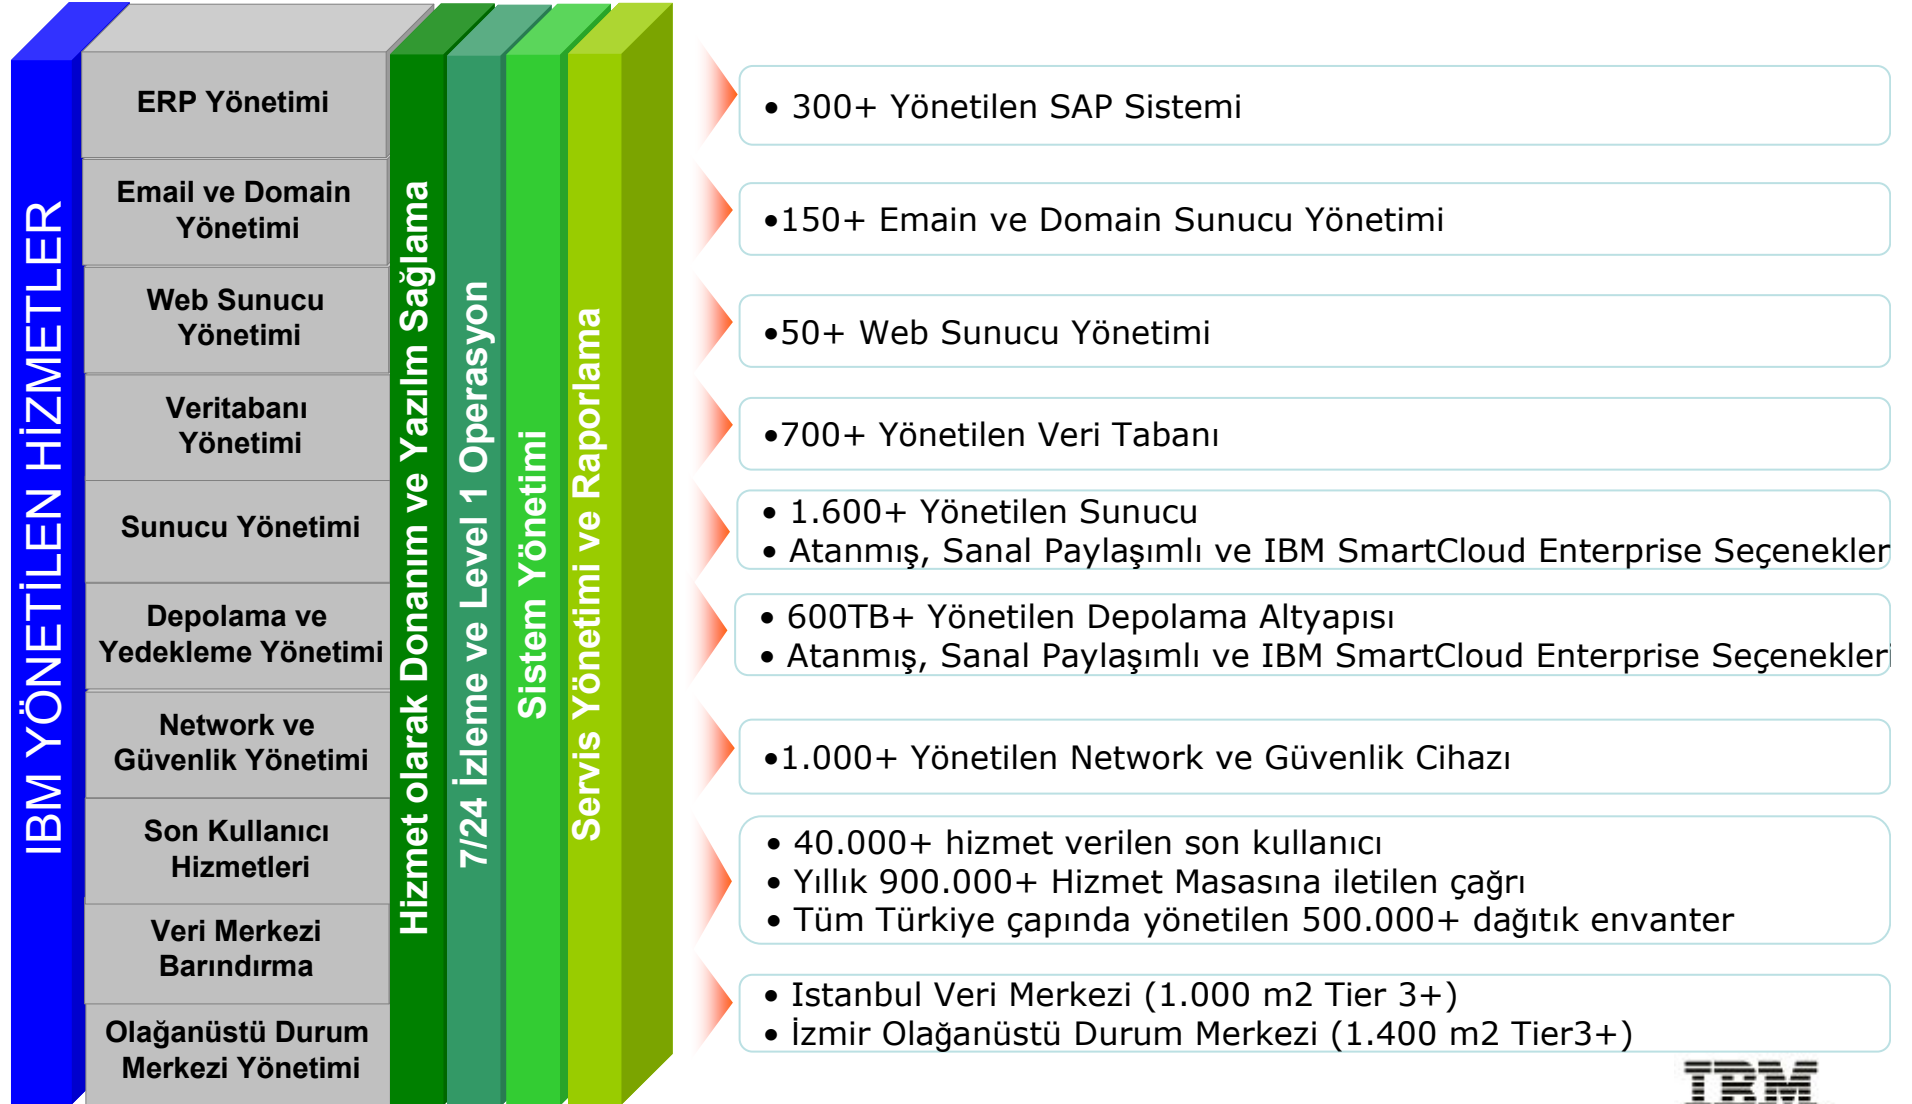 IBM YÖNETİLEN HİZMETLER
ERP Yönetimi
Email ve Domain
Yönetimi
Web Sunucu
Yönetimi
Veritabanı
Yönetimi
Sunucu Yönetimi
Depolama ve
Yedekleme Yönetimi
Network ve
Güvenlik Yönetimi
Son Kullanıcı
Hizmetleri
Veri Merkezi
Barındırma
Olağanüstü Durum
Merkezi Yönetimi
Hizmet olarak Donanım ve Yazılm Sağlama
7/24 İzleme ve Level 1 Operasyon
Sistem Yönetimi
Servis Yönetimi ve Raporlama
• 300+ Yönetilen SAP Sistemi
•150+ Emain ve Domain Sunucu Yönetimi
•50+ Web Sunucu Yönetimi
•700+ Yönetilen Veri Tabanı
• 1.600+ Yönetilen Sunucu
• Atanmış, Sanal Paylaşımlı ve IBM SmartCloud Enterprise Seçenekler
• 600TB+ Yönetilen Depolama Altyapısı
• Atanmış, Sanal Paylaşımlı ve IBM SmartCloud Enterprise Seçenekleri
•1.000+ Yönetilen Network ve Güvenlik Cihazı
• 40.000+ hizmet verilen son kullanıcı
• Yıllık 900.000+ Hizmet Masasına iletilen çağrı
• Tüm Türkiye çapında yönetilen 500.000+ dağıtık envanter
• Istanbul Veri Merkezi (1.000 m2 Tier 3+)
• İzmir Olağanüstü Durum Merkezi (1.400 m2 Tier3+)
IBM